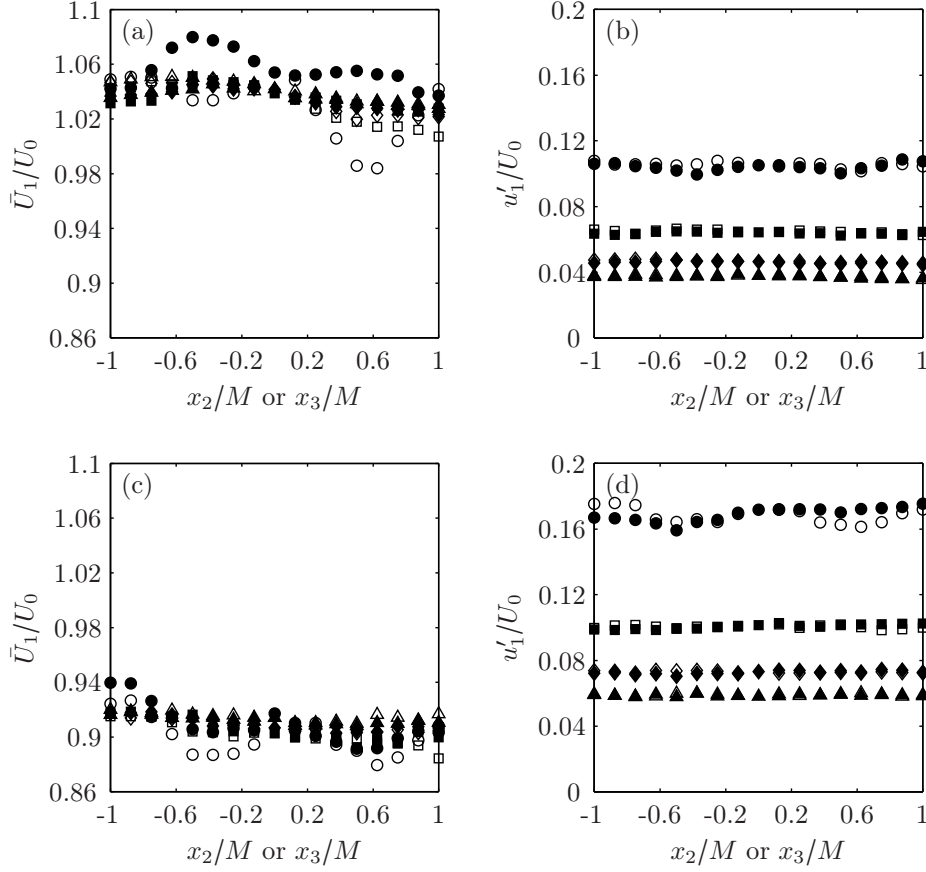 (a)
1.1
1.06
1.02
0.98
0.94
0.9
0.86
Ū₁/U₀
-1 -0.6 -0.2 0.2 0.6 1
x₂/M or x₃/M
(b)
0.2
0.16
0.12
0.08
0.04
0
u′₁/U₀
-1 -0.6 -0.2 0.2 0.6 1
x₂/M or x₃/M
(c)
1.1
1.06
1.02
0.98
0.94
0.9
0.86
Ū₁/U₀
-1 -0.6 -0.2 0.2 0.6 1
x₂/M or x₃/M
(d)
0.2
0.16
0.12
0.08
0.04
0
u′₁/U₀
-1 -0.6 -0.2 0.2 0.6 1
x₂/M or x₃/M